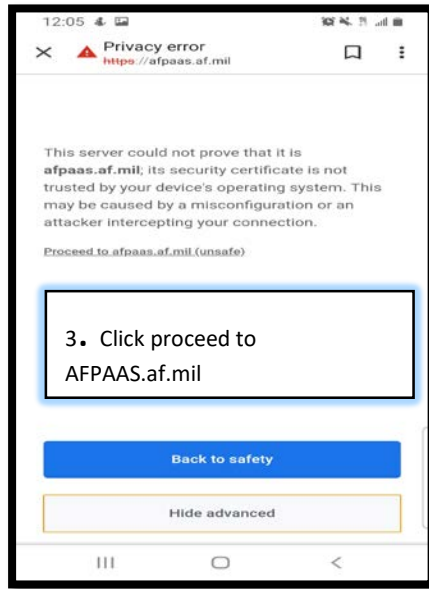 12:05
Privacy error
https://afpaas.af.mil
This server could not prove that it is
afpaas.af.mil; its security certificate is not
trusted by your device's operating system. This
may be caused by a misconfiguration or an
attacker intercepting your connection.
Proceed to afpaas.af.mil (unsafe)
3. Click proceed to
AFPAAS.af.mil
Back to safety
Hide advanced